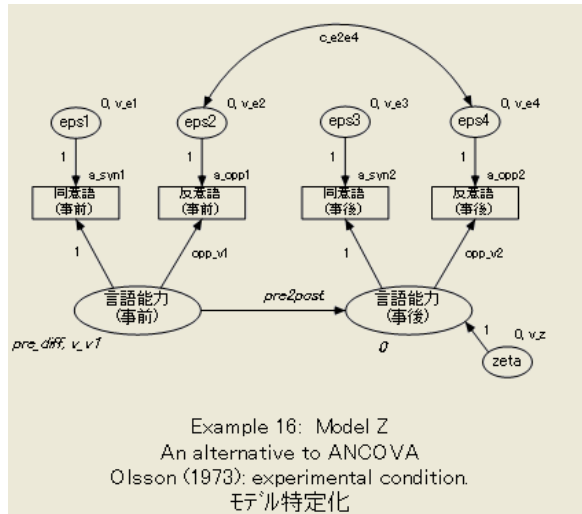 c_e2e4
0, v_e1
0, v_e2
0, v_e3
0, v_e4
eps1
eps2
eps3
eps4
1
1
1
1
a_syn1
a_opp1
a_syn2
a_opp2
同意語
(事前)
反意語
(事前)
同意語
(事後)
反意語
(事後)
1
opp_v1
1
opp_v2
言語能力
(事前)
pre2post
言語能力
(事後)
pre_diff, v_v1
0
1
0, v_z
zeta
Example 16: Model Z
An alternative to ANCOVA
Olsson (1973): experimental condition.
モデル特定化